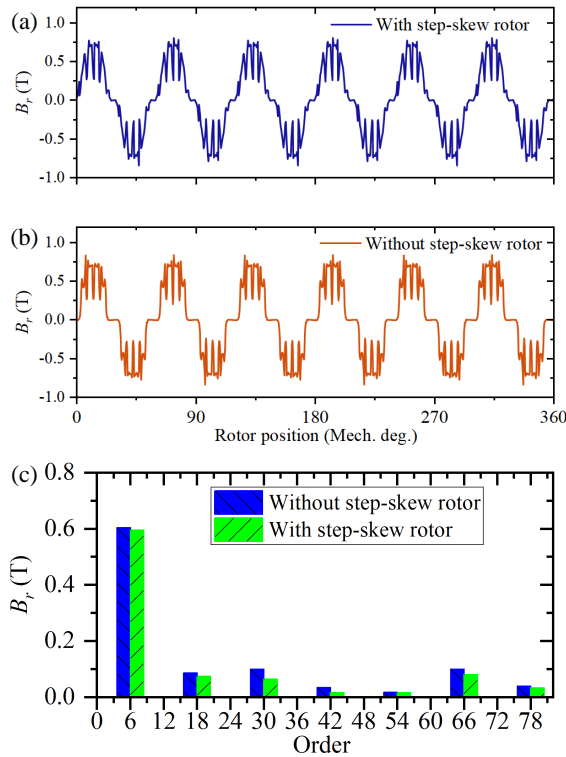 (a)
1.0
0.5
0.0
-0.5
-1.0
B_r (T)
With step-skew rotor
(b)
1.0
0.5
0.0
-0.5
-1.0
B_r (T)
Without step-skew rotor
0 90 180 270 360
Rotor position (Mech. deg.)
(c)
0.8
0.6
0.4
0.2
0.0
B_r (T)
Without step-skew rotor
With step-skew rotor
0 6 12 18 24 30 36 42 48 54 60 66 72 78
Order